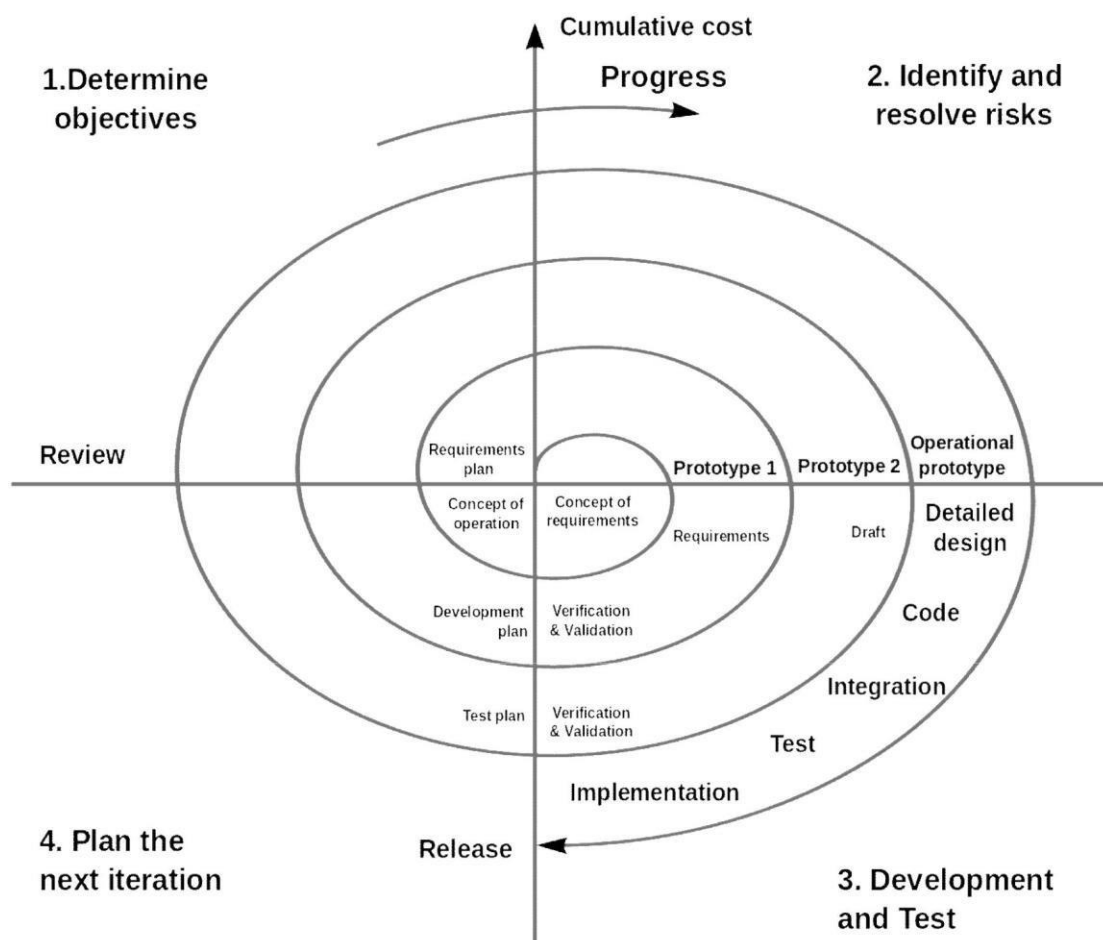 Cumulative cost
1.Determine
objectives
Progress
2. Identify and
resolve risks
Review
Requirements
plan
Prototype 1
Prototype 2
Operational
prototype
Concept of
operation
Concept of
requirements
Requirements
Draft
Detailed
design
Development
plan
Verification
& Validation
Code
Integration
Test plan
Verification
& Validation
Test
Implementation
4. Plan the
next iteration
Release
3. Development
and Test